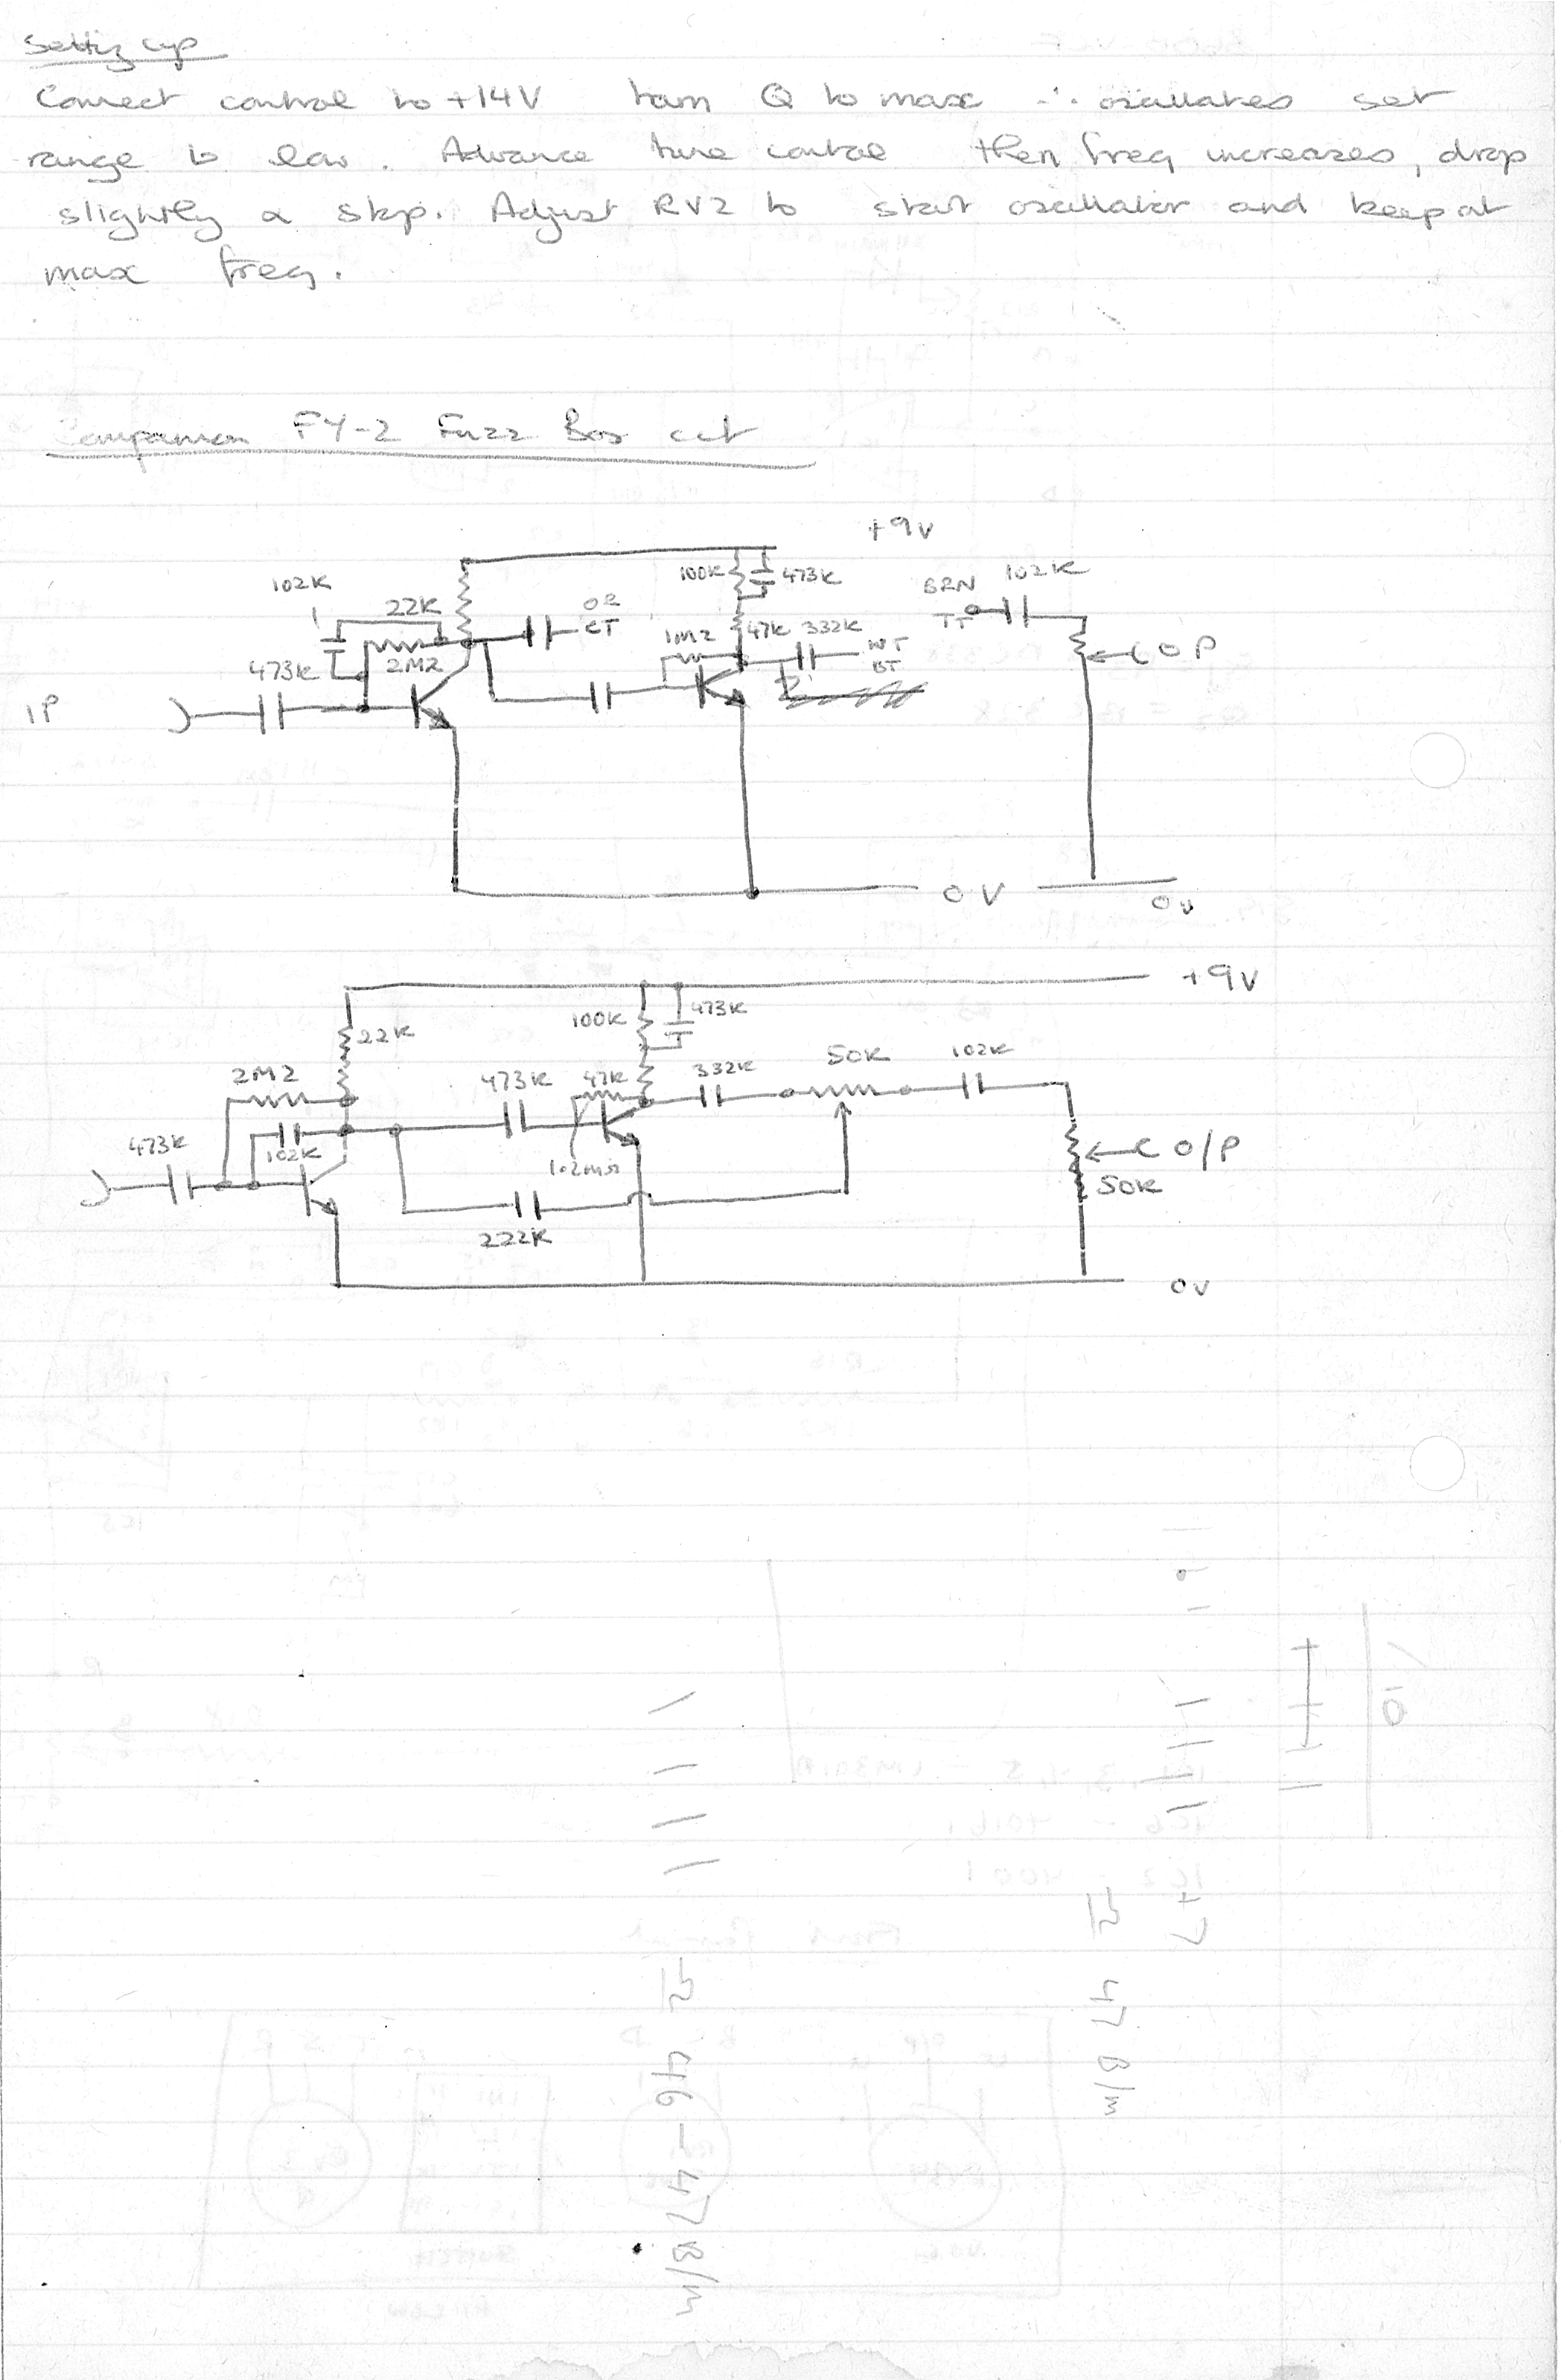 Setting up
Connect control to +14V turn Q to max ∴ oscillates set
range to low. Advance tune control then freq increases, drop
slightly & stop. Adjust RV2 to start oscillator and keep at
max freq.
Companion FY-2 Fuzz Box cct
+9V
102K
22K
OR
CT
100K
473K
BRN
TT
102K
473K
2M2
1M2
47K
332K
WT
BT
OP
IP
0V
0V
+9V
22K
100K
473K
2M2
473K
47K
332K
50K
102K
473K
102K
1.2MΩ
O/P
50K
222K
0V